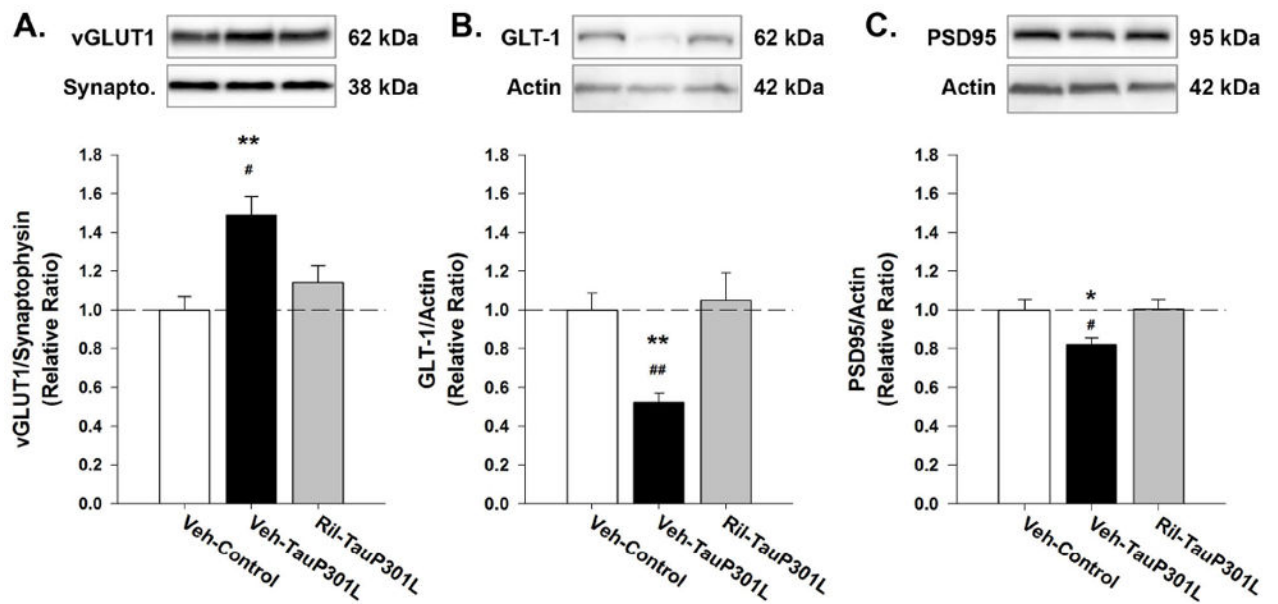 A.
vGLUT1
62 kDa
Synapto.
38 kDa
**
#
1.8
1.6
1.4
1.2
1.0
0.8
0.6
0.4
0.2
0.0
vGLUT1/Synaptophysin
(Relative Ratio)
Veh-Control
Veh-TauP301L
Ril-TauP301L
B.
GLT-1
62 kDa
Actin
42 kDa
**
##
1.8
1.6
1.4
1.2
1.0
0.8
0.6
0.4
0.2
0.0
GLT-1/Actin
(Relative Ratio)
Veh-Control
Veh-TauP301L
Ril-TauP301L
C.
PSD95
95 kDa
Actin
42 kDa
*
#
1.8
1.6
1.4
1.2
1.0
0.8
0.6
0.4
0.2
0.0
PSD95/Actin
(Relative Ratio)
Veh-Control
Veh-TauP301L
Ril-TauP301L